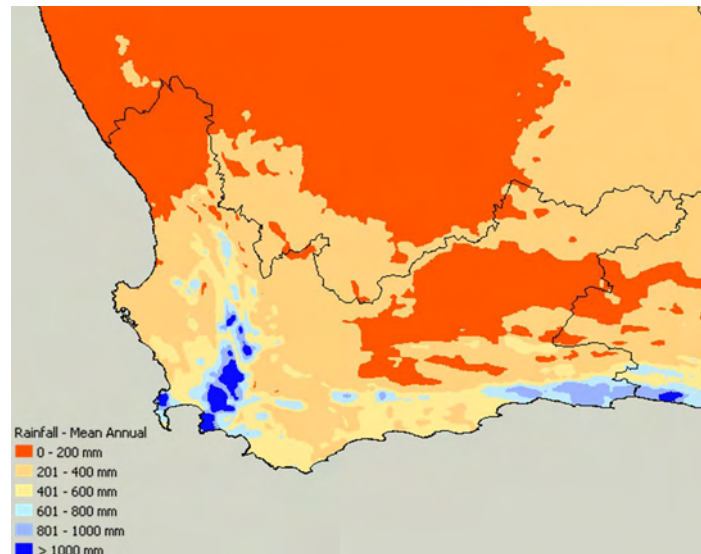 Rainfall - Mean Annual
0 - 200 mm
201 - 400 mm
401 - 600 mm
601 - 800 mm
801 - 1000 mm
> 1000 mm